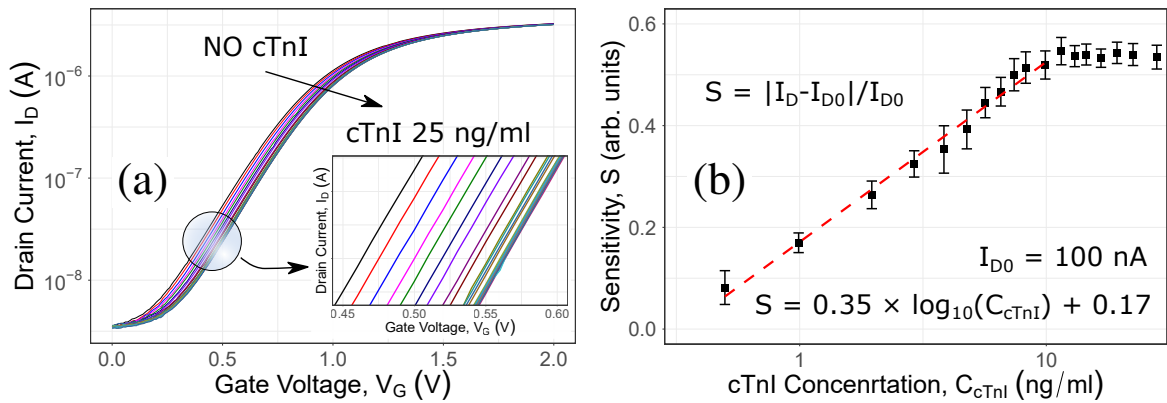 (a)
Drain Current, I_D (A)
10⁻⁶
10⁻⁷
10⁻⁸
NO cTnI
cTnI 25 ng/ml
Drain Current, I_D (A)
0.45 0.50 0.55 0.60
Gate Voltage, V_G (V)
0.0 0.5 1.0 1.5 2.0
Gate Voltage, V_G (V)
(b)
Sensitivity, S (arb. units)
0.6
0.4
0.2
0.0
S = |I_D-I_D0|/I_D0
I_D0 = 100 nA
S = 0.35 × log₁₀(C_cTnI) + 0.17
1 10
cTnI Concenrtation, C_cTnI (ng/ml)